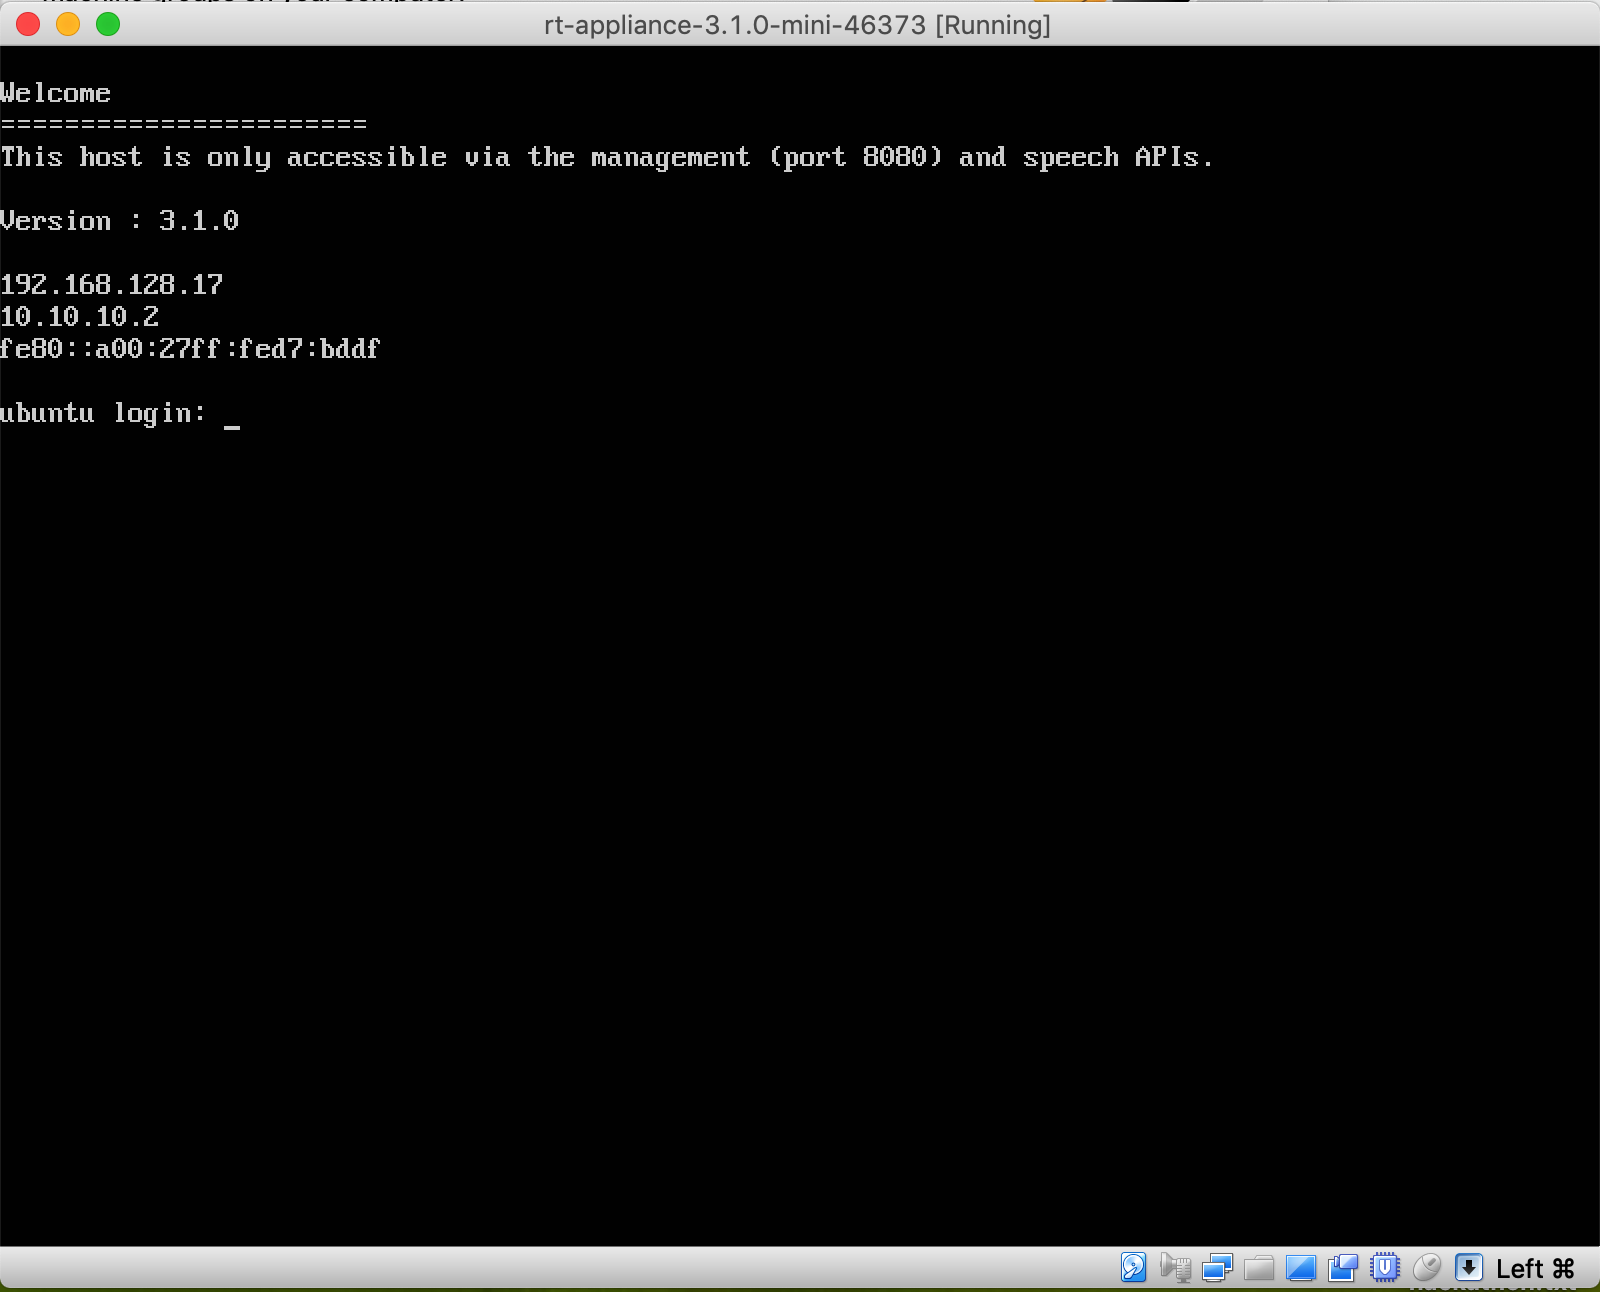 rt-appliance-3.1.0-mini-46373 [Running]
Welcome
=======================
This host is only accessible via the management (port 8080) and speech APIs.
Version : 3.1.0
192.168.128.17
10.10.10.2
fe80::a00:27ff:fed7:bddf
ubuntu login: _
Left ⌘